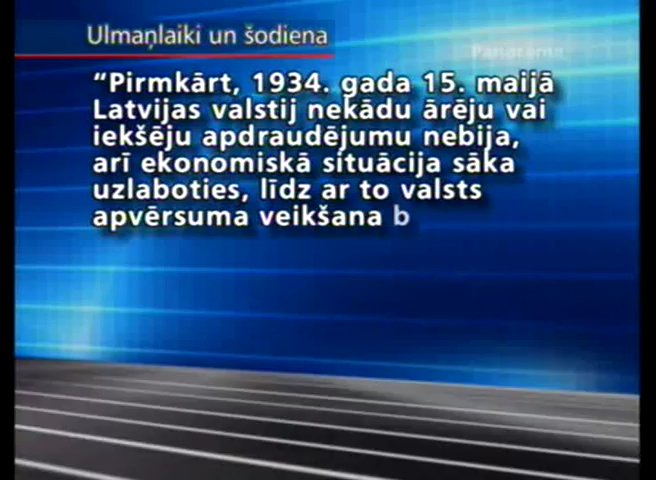 Ulmaņlaiki un šodiena
Panorāma
“Pirmkārt, 1934. gada 15. maijā
Latvijas valstij nekādu ārēju vai
iekšēju apdraudējumu nebija,
arī ekonomiskā situācija sāka
uzlaboties, līdz ar to valsts
apvērsuma veikšana b